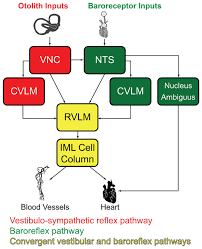 Otolith Inputs Baroreceptor Inputs
VNC NTS
CVLM CVLM Nucleus
Ambiguus
RVLM
IML Cell
Column
Blood Vessels Heart
Vestibulo-sympathetic reflex pathway
Baroreflex pathway
Convergent vestibular and baroreflex pathways